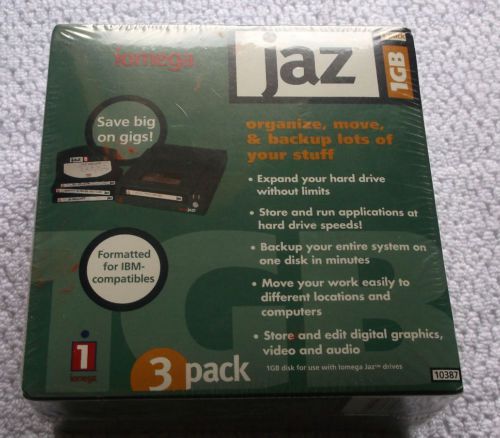 iomega
jaz
1GB
Save big
on gigs!
organize, move,
& backup lots of
your stuff
• Expand your hard drive
without limits
• Store and run applications at
hard drive speeds!
• Backup your entire system on
one disk in minutes
• Move your work easily to
different locations and
computers
• Store and edit digital graphics,
video and audio
jaz
Formatted
for IBM-
compatibles
1GB
i
iomega
3 pack
1GB disk for use with Iomega Jaz™ drives
10387